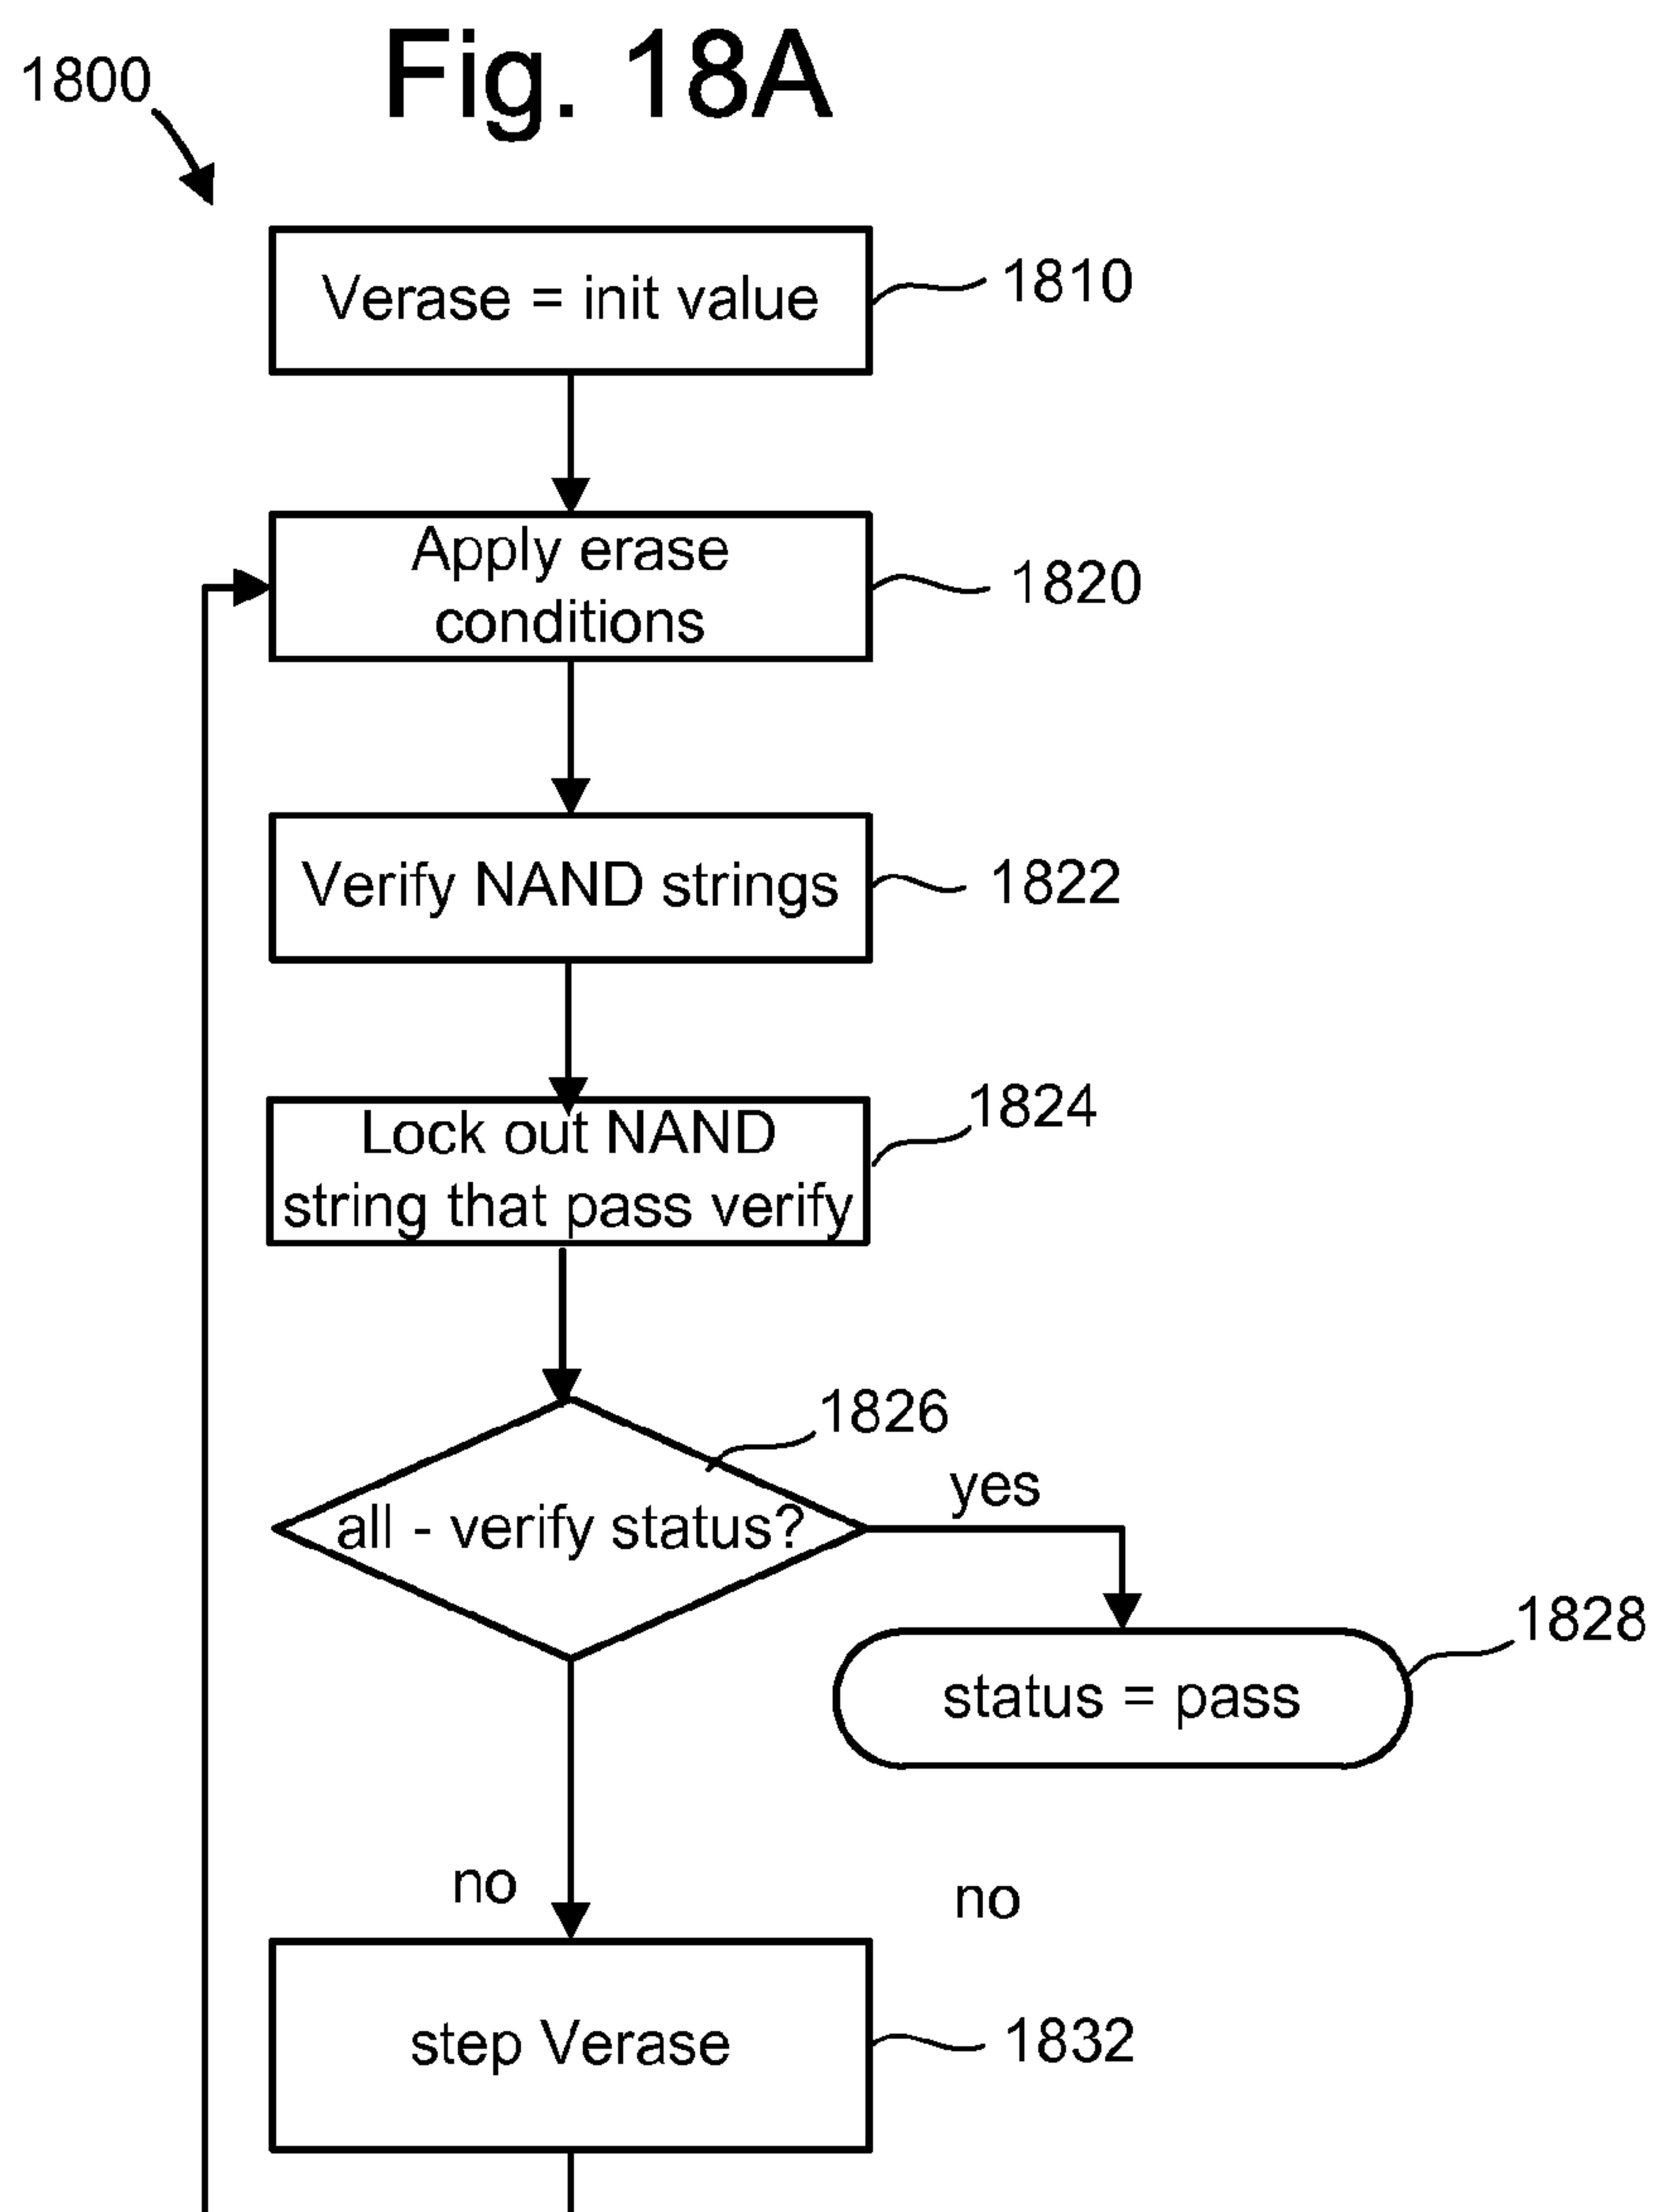 Fig. 18A
1800
Verase = init value
1810
Apply erase
conditions
1820
Verify NAND strings
1822
Lock out NAND
string that pass verify
1824
1826
all - verify status?
yes
1828
status = pass
no
no
step Verase
1832